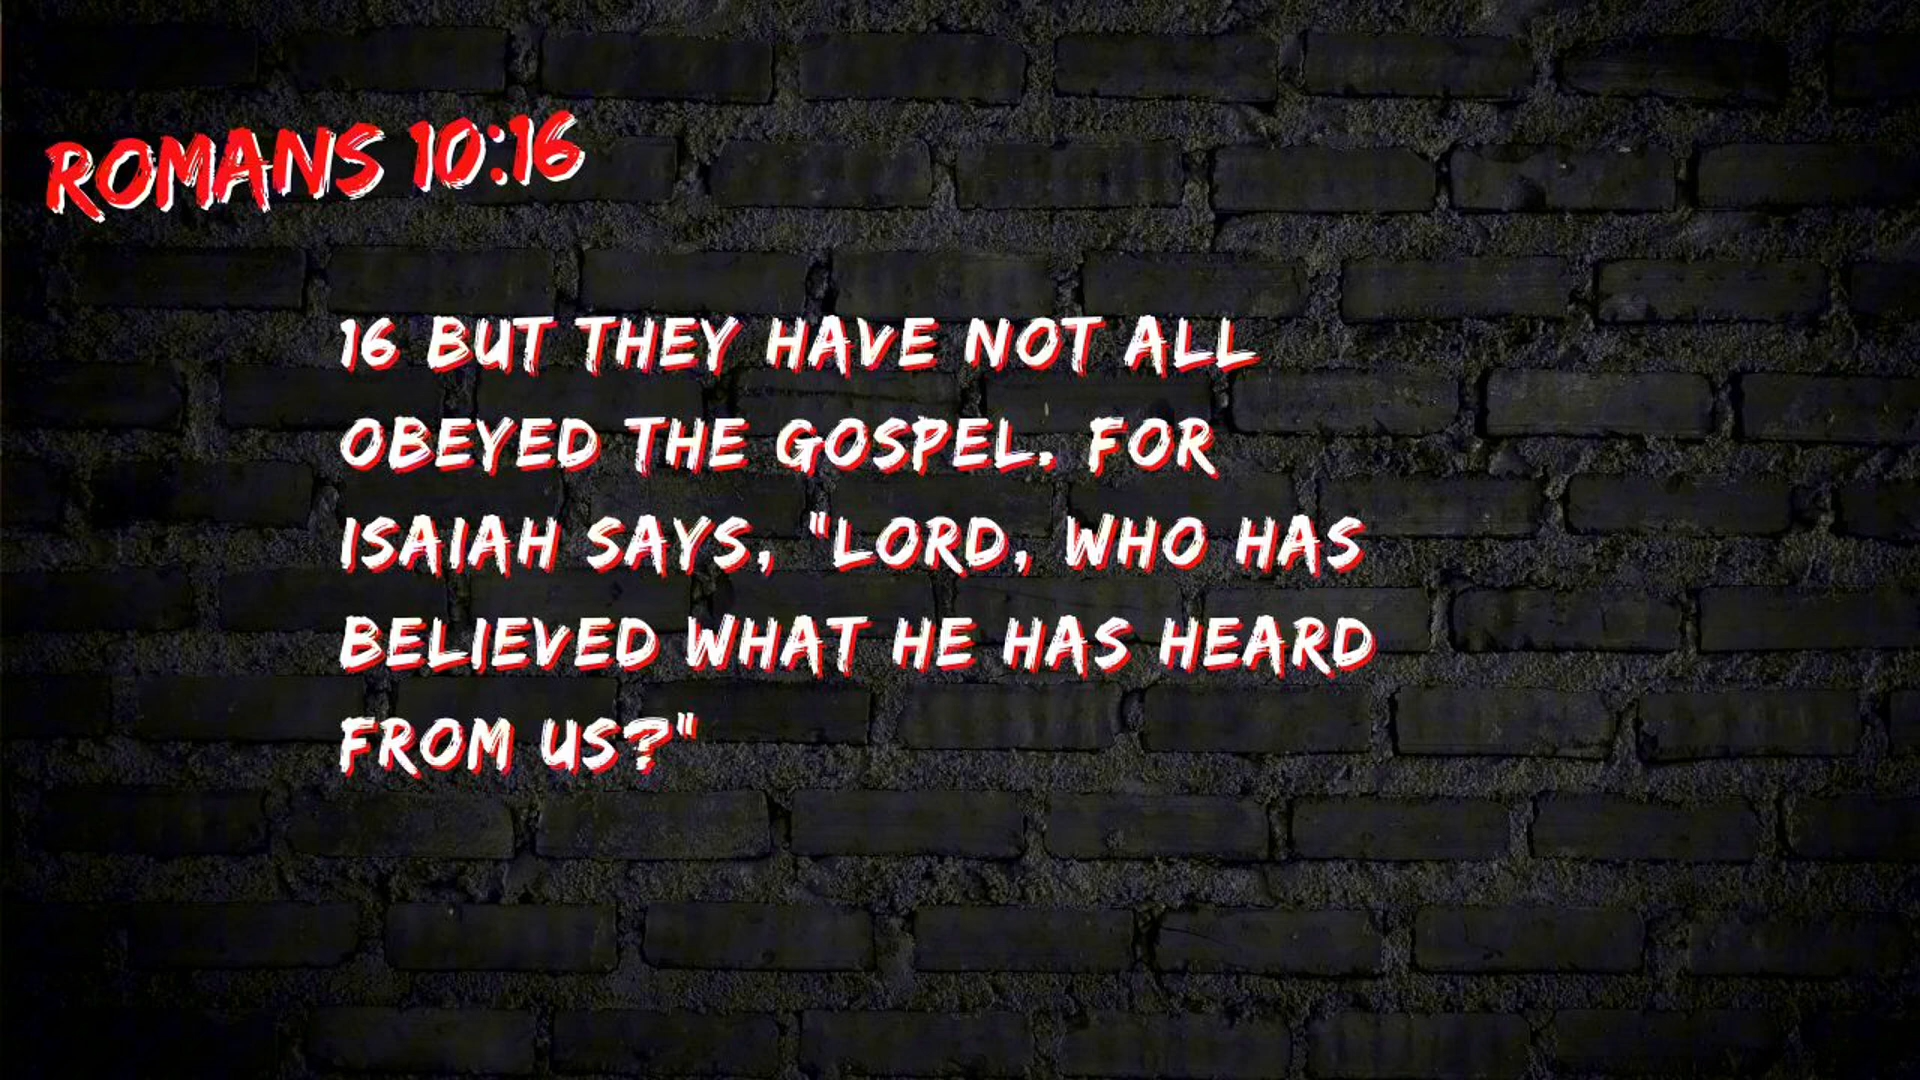 ROMANS 10:16
16 BUT THEY HAVE NOT ALL
OBEYED THE GOSPEL. FOR
ISAIAH SAYS, "LORD, WHO HAS
BELIEVED WHAT HE HAS HEARD
FROM US?"